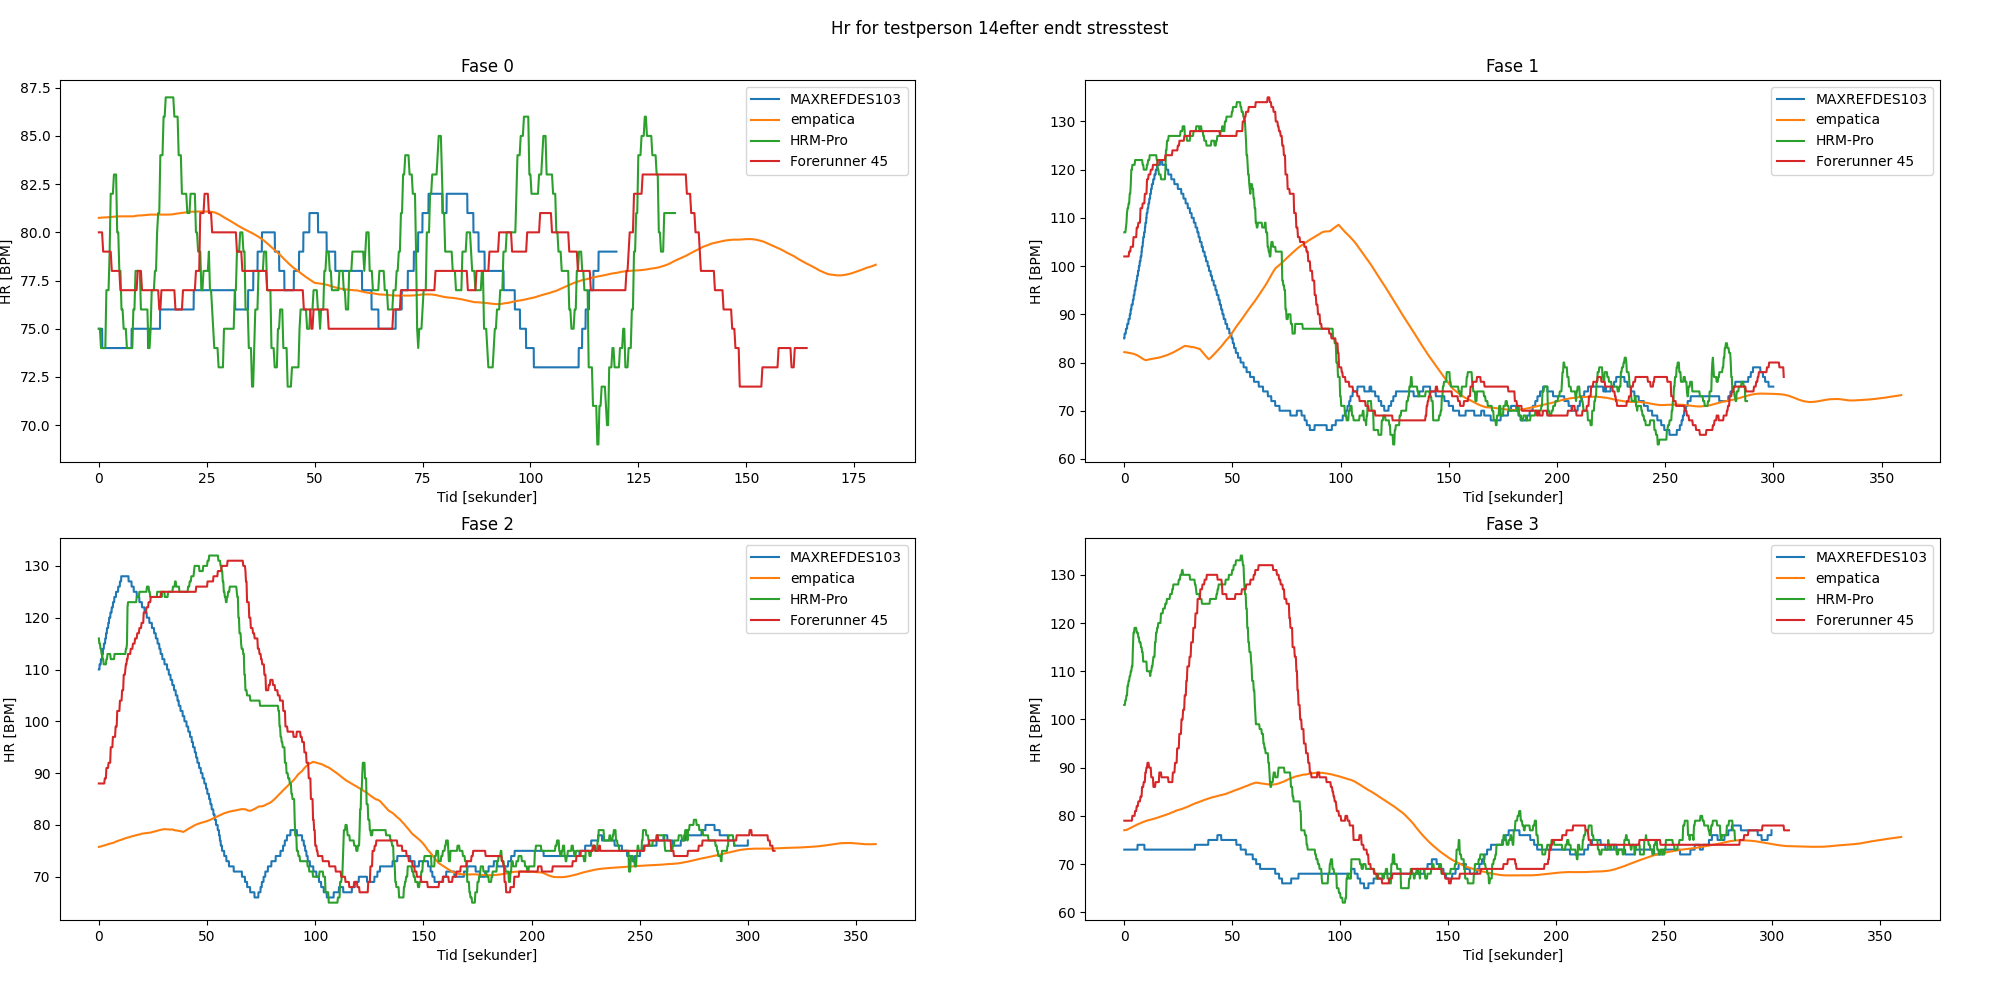 Hr for testperson 14efter endt stresstest
Fase 0
87.5
85.0
82.5
80.0
77.5
75.0
72.5
70.0
HR [BPM]
0 25 50 75 100 125 150 175
Tid [sekunder]
MAXREFDES103
empatica
HRM-Pro
Forerunner 45
Fase 1
130
120
110
100
90
80
70
60
HR [BPM]
0 50 100 150 200 250 300 350
Tid [sekunder]
MAXREFDES103
empatica
HRM-Pro
Forerunner 45
Fase 2
130
120
110
100
90
80
70
HR [BPM]
0 50 100 150 200 250 300 350
Tid [sekunder]
MAXREFDES103
empatica
HRM-Pro
Forerunner 45
Fase 3
130
120
110
100
90
80
70
60
HR [BPM]
0 50 100 150 200 250 300 350
Tid [sekunder]
MAXREFDES103
empatica
HRM-Pro
Forerunner 45